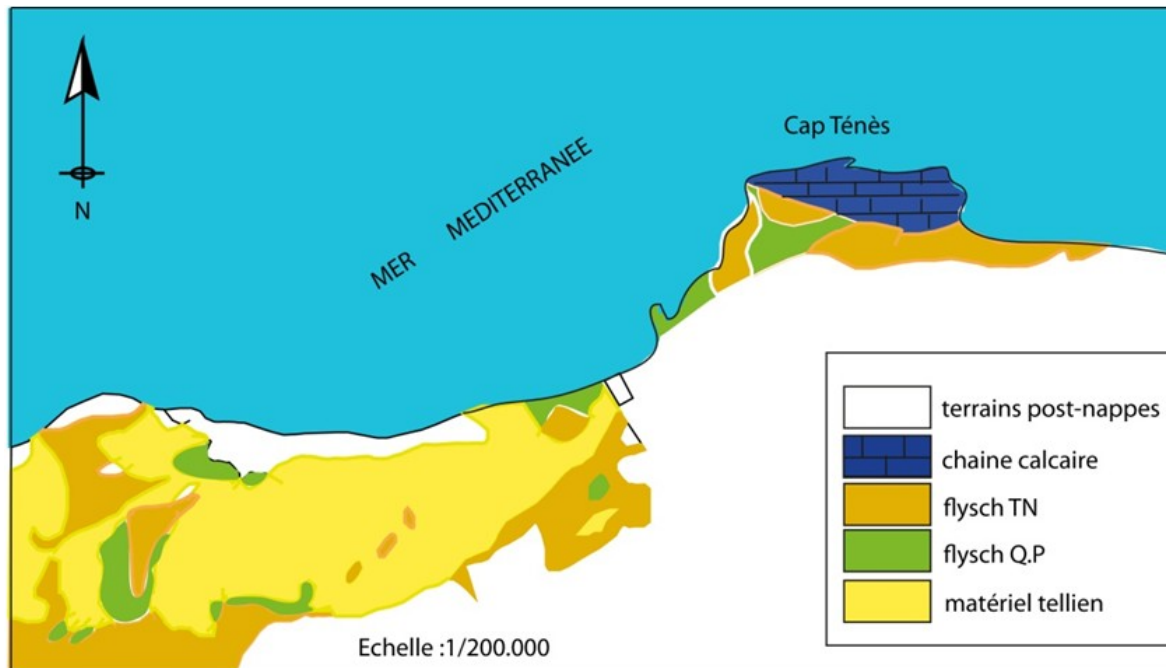 Cap Ténès
MER MEDITERRANEE
N
terrains post-nappes
chaine calcaire
flysch TN
flysch Q.P
matériel tellien
Echelle :1/200.000